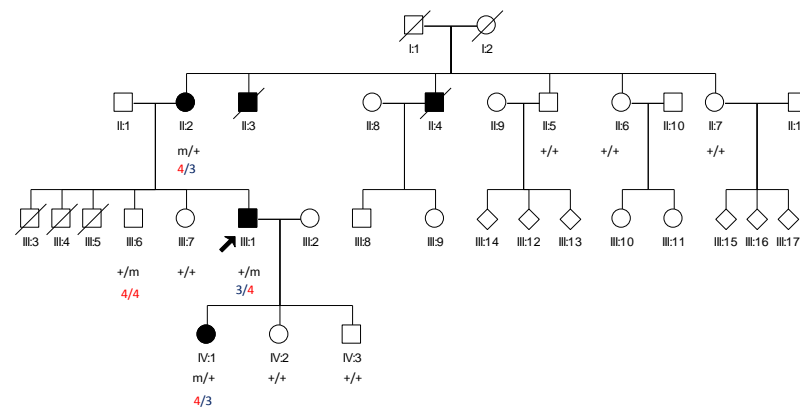 I:1 I:2
II:1 II:2 II:3 II:8 II:4 II:9 II:5 II:6 II:10 II:7 II:1
m/+ +/+ +/+ +/+
4/3
III:3 III:4 III:5 III:6 III:7 III:1 III:2 III:8 III:9 III:14 III:12 III:13 III:10 III:11 III:15 III:16 III:17
+/m +/+ +/m
4/4 3/4
IV:1 IV:2 IV:3
m/+ +/+ +/+
4/3